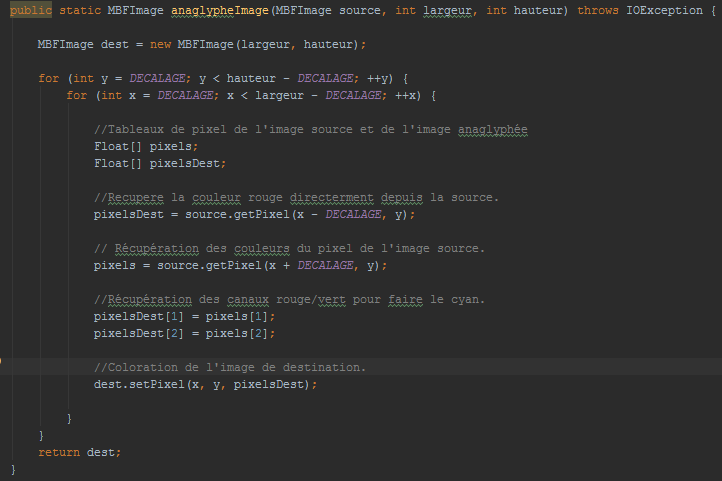 public static MBFImage anaglypheImage(MBFImage source, int largeur, int hauteur) throws IOException {
MBFImage dest = new MBFImage(largeur, hauteur);
for (int y = DECALAGE; y < hauteur - DECALAGE; ++y) {
for (int x = DECALAGE; x < largeur - DECALAGE; ++x) {
//Tableaux de pixel de l'image source et de l'image anaglyphée
Float[] pixels;
Float[] pixelsDest;
//Recupere la couleur rouge directerment depuis la source.
pixelsDest = source.getPixel(x - DECALAGE, y);
// Récupération des couleurs du pixel de l'image source.
pixels = source.getPixel(x + DECALAGE, y);
//Récupération des canaux rouge/vert pour faire le cyan.
pixelsDest[1] = pixels[1];
pixelsDest[2] = pixels[2];
//Coloration de l'image de destination.
dest.setPixel(x, y, pixelsDest);
}
}
return dest;
}